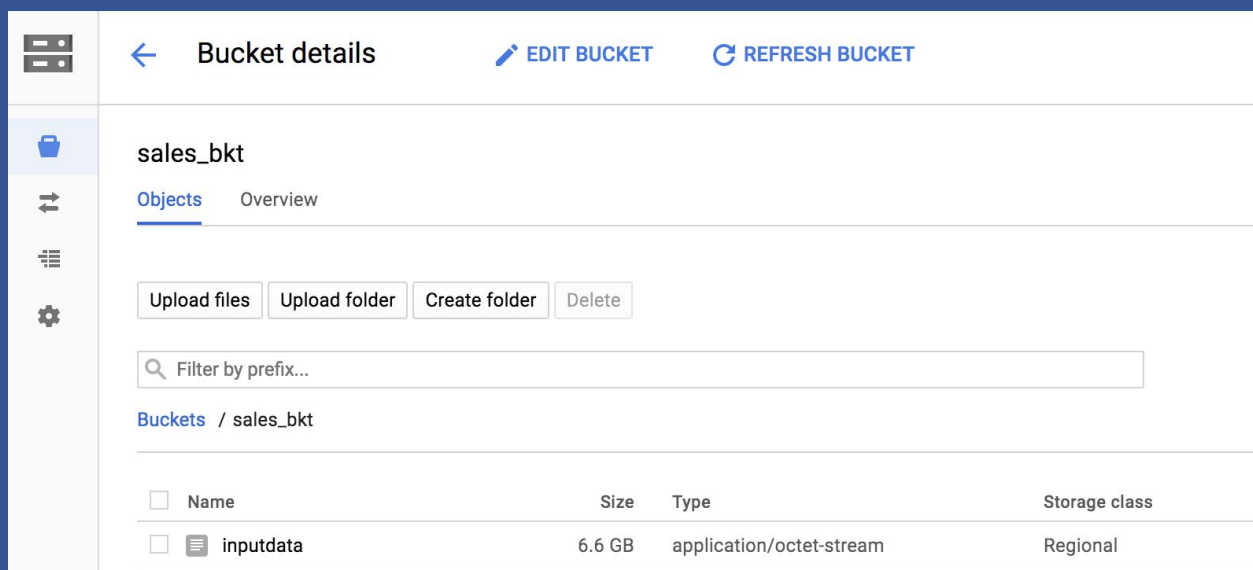 Bucket details EDIT BUCKET REFRESH BUCKET
sales_bkt
Objects Overview
Upload files Upload folder Create folder Delete
Filter by prefix...
Buckets / sales_bkt
Name Size Type Storage class
inputdata 6.6 GB application/octet-stream Regional